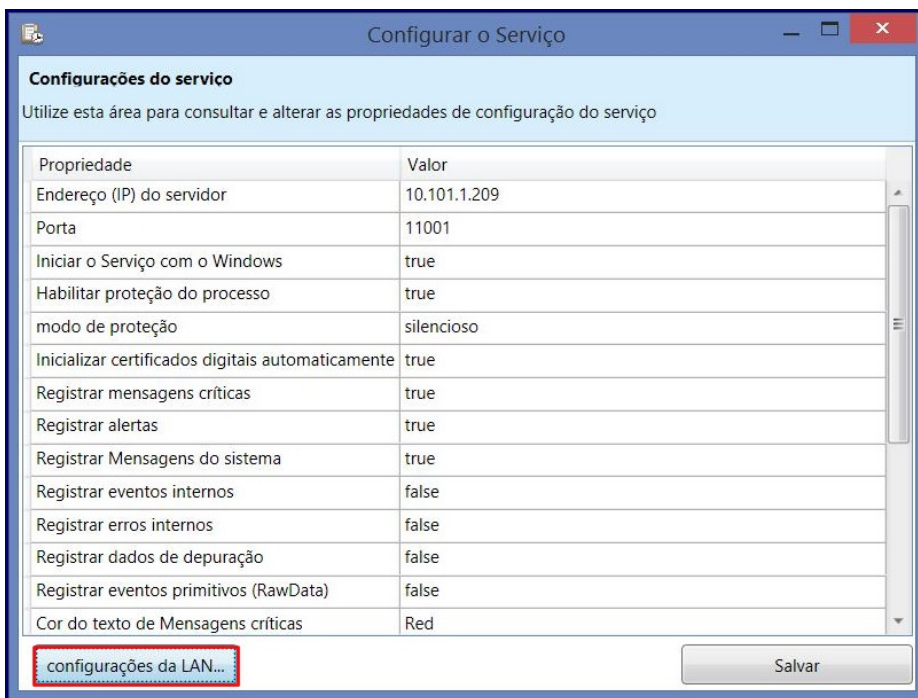 Configurar o Serviço
Configurações do serviço
Utilize esta área para consultar e alterar as propriedades de configuração do serviço
Propriedade Valor
Endereço (IP) do servidor 10.101.1.209
Porta 11001
Iniciar o Serviço com o Windows true
Habilitar proteção do processo true
modo de proteção silencioso
Inicializar certificados digitais automaticamente true
Registrar mensagens críticas true
Registrar alertas true
Registrar Mensagens do sistema true
Registrar eventos internos false
Registrar erros internos false
Registrar dados de depuração false
Registrar eventos primitivos (RawData) false
Cor do texto de Mensagens críticas Red
configurações da LAN... Salvar